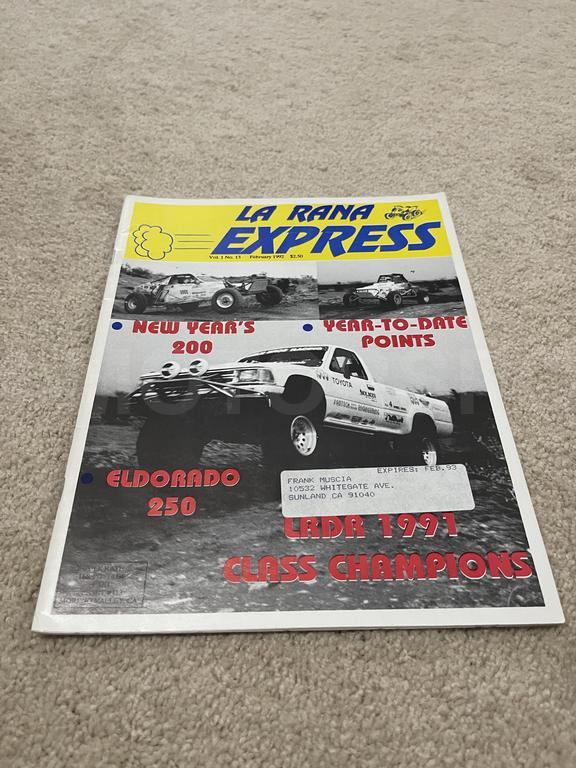 LA RANA
EXPRESS
Vol. 1 No. 13 February 1992 $2.50
NEW YEAR'S
200
YEAR-TO-DATE
POINTS
TOYOTA
ELDORADO
250
EXPIRES: FEB.93
FRANK MUSCIA
10532 WHITEGATE AVE.
SUNLAND CA 91040
LRDR 1991
CLASS CHAMPIONS